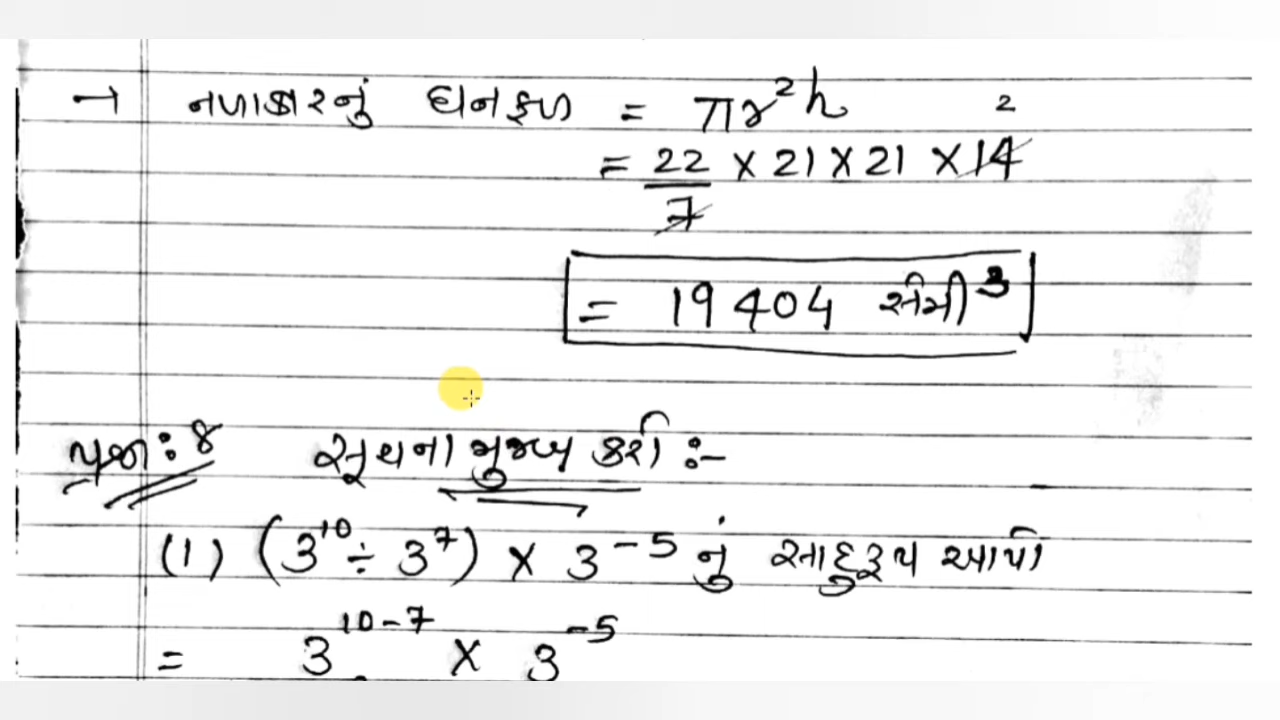 → નળાકારનું ઘનફળ = πr²h
= 22/7 × 21 × 21 × 14 2
= 19404 સેમી³
પ્રશ્ન: ૪ સુચના મુજબ કરો :-
(1) (3¹⁰ ÷ 3⁷) × 3⁻⁵ નું સાદુરૂપ આપો
= 3¹⁰⁻⁷ × 3⁻⁵